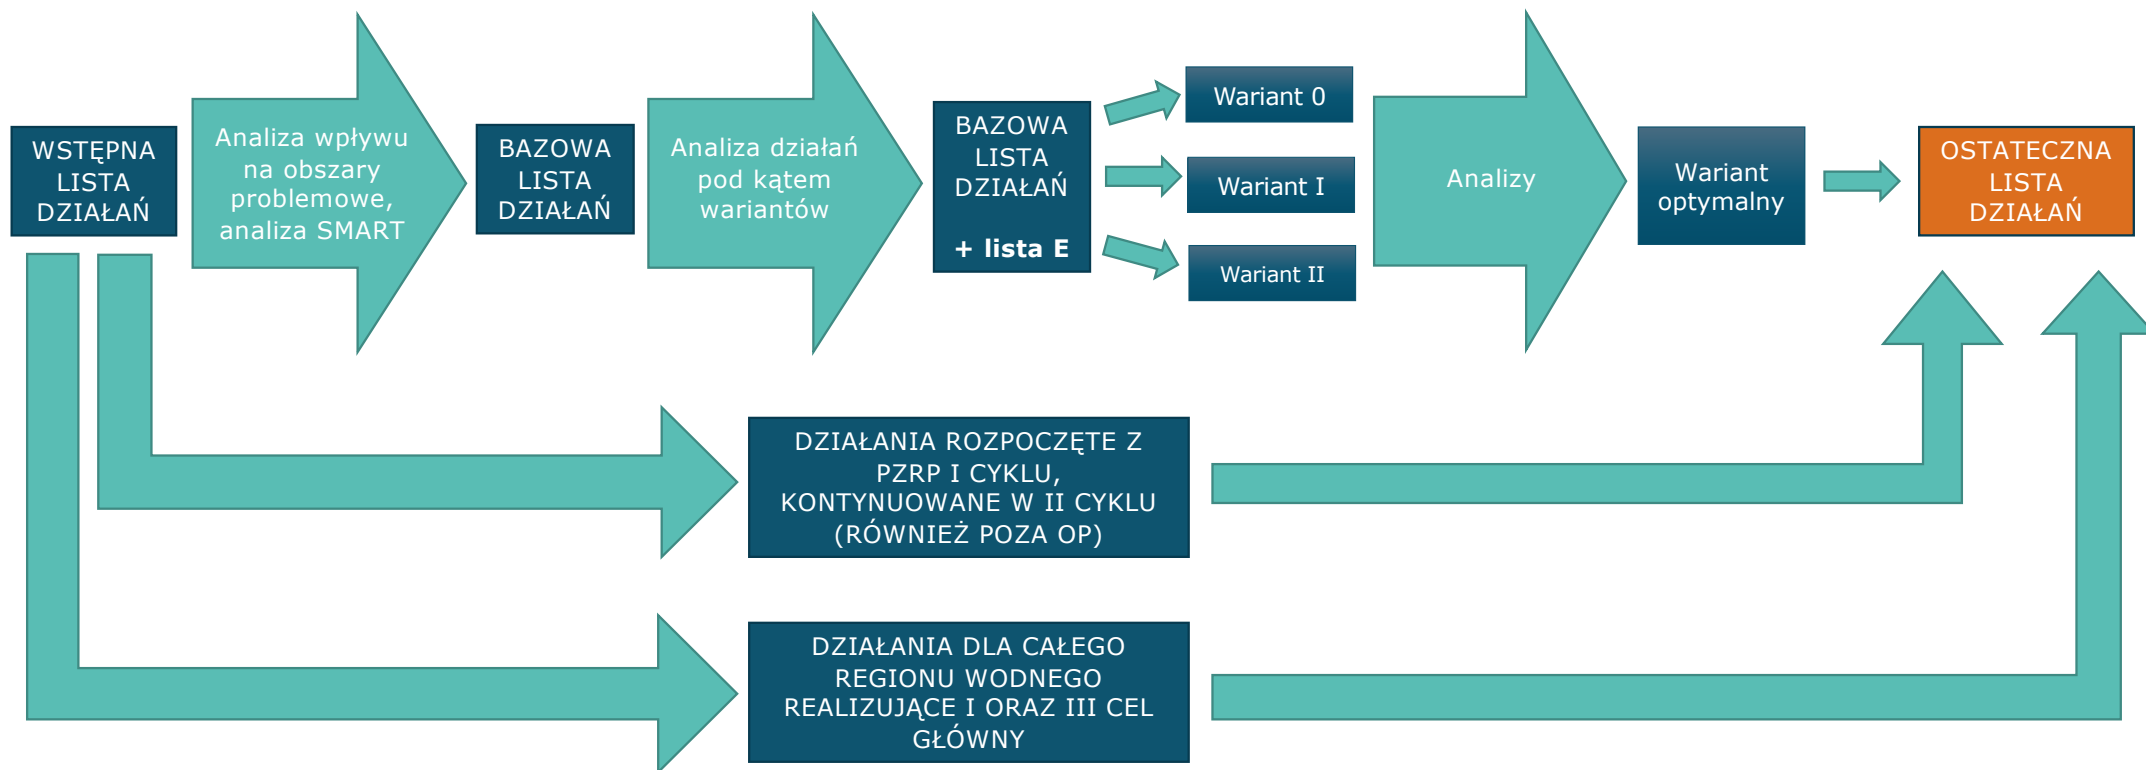 WSTĘPNA
LISTA
DZIAŁAŃ
Analiza wpływu
na obszary
problemowe,
analiza SMART
BAZOWA
LISTA
DZIAŁAŃ
Analiza działań
pod kątem
wariantów
BAZOWA
LISTA
DZIAŁAŃ
+ lista E
Wariant 0
Wariant I
Wariant II
Analizy
Wariant
optymalny
OSTATECZNA
LISTA
DZIAŁAŃ
DZIAŁANIA ROZPOCZĘTE Z
PZRP I CYKLU,
KONTYNUOWANE W II CYKLU
(RÓWNIEŻ POZA OP)
DZIAŁANIA DLA CAŁEGO
REGIONU WODNEGO
REALIZUJĄCE I ORAZ III CEL
GŁÓWNY